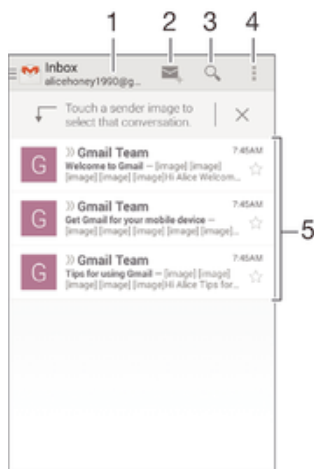 1 2 3 4
Inbox
alicehoney1990@g...
Touch a sender image to
select that conversation.
G
Gmail Team 7:45AM
Welcome to Gmail – [image] [image]
[image] [image] [image]Hi Alice Welcom...
G
Gmail Team 7:45AM
Get Gmail for your mobile device –
[image] [image] [image] [image] [image]...
G
Gmail Team 7:45AM
Tips for using Gmail – [image] [image]
[image] [image] [image]Hi Alice Tips for...
5